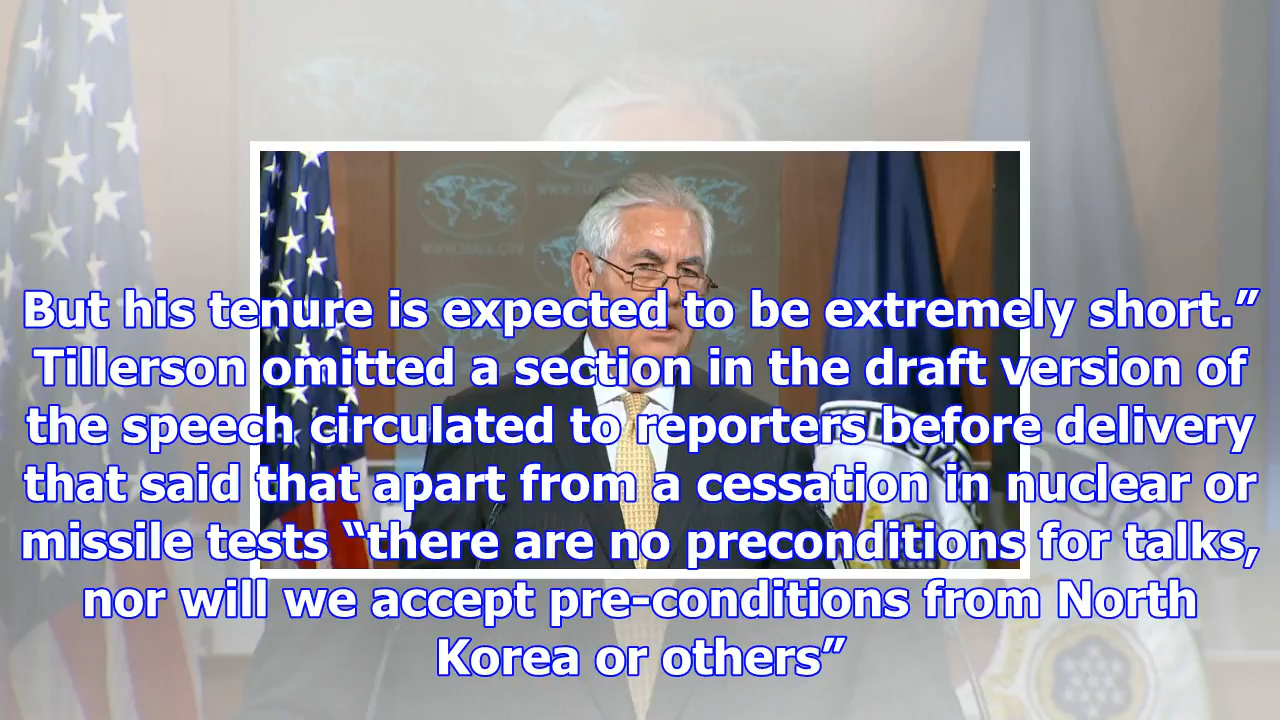 But his tenure is expected to be extremely short.”
Tillerson omitted a section in the draft version of
the speech circulated to reporters before delivery
that said that apart from a cessation in nuclear or
missile tests “there are no preconditions for talks,
nor will we accept pre-conditions from North
Korea or others”